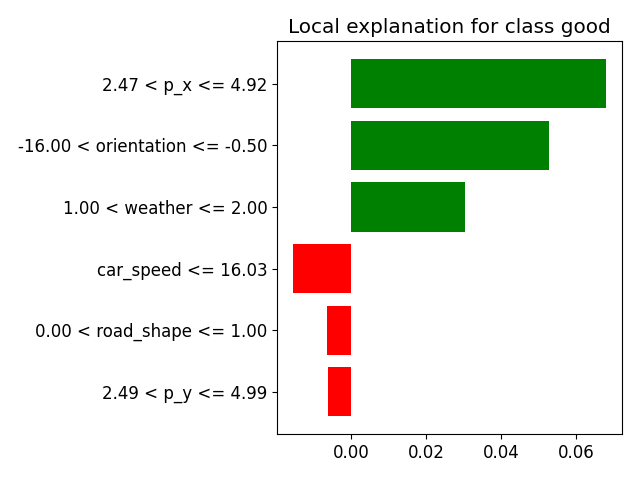 Local explanation for class good
2.47 < p_x <= 4.92
-16.00 < orientation <= -0.50
1.00 < weather <= 2.00
car_speed <= 16.03
0.00 < road_shape <= 1.00
2.49 < p_y <= 4.99
0.00 0.02 0.04 0.06